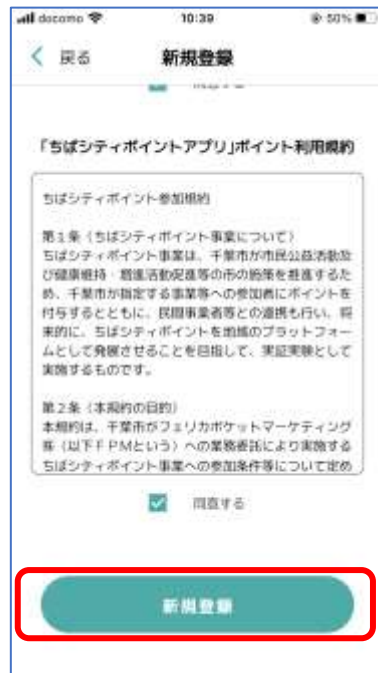 docomo 10:39 50%
戻る 新規登録
「ちばシティポイントアプリ」ポイント利用規約
ちばシティポイント参加規約
第1条（ちばシティポイント事業について）
ちばシティポイント事業は、千葉市が市民公益活動及
び健康維持・増進活動促進等の市の施策を推進するた
め、千葉市が指定する事業等への参加者にポイントを
付与するとともに、民間事業者等との連携も行い、将
来的に、ちばシティポイントを地域のプラットフォー
ムとして発展させることを目指して、実証実験として
実施するものです。
第2条（本規約の目的）
本規約は、千葉市がフェリカポケットマーケティング
㈱（以下ＦＰＭという）への業務委託により実施する
ちばシティポイント事業への参加条件等について定め
同意する
新規登録